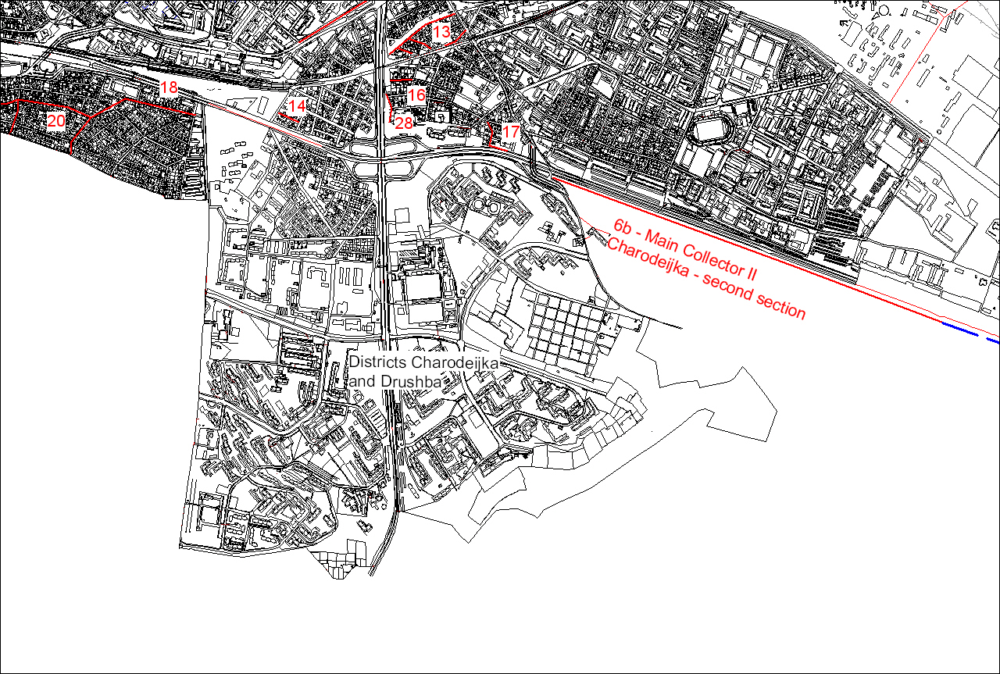 13
18
16
14
20
28
17
6b - Main Collector II
Charodeijka - second section
Districts Charodeijka
and Drushba